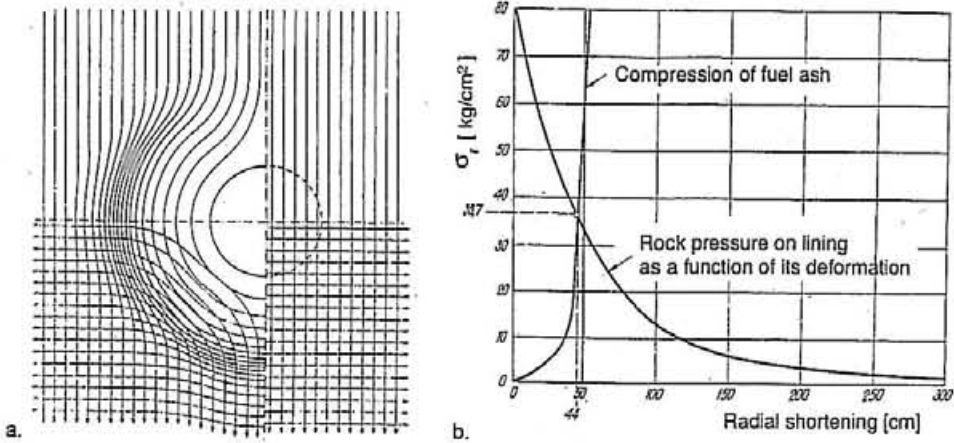 a.
σᵣ [kg/cm²]
80
70
60
50
40
30
20
10
0
Compression of fuel ash
Rock pressure on lining
as a function of its deformation
0 50 100 150 200 250 300
44
b.
Radial shortening [cm]